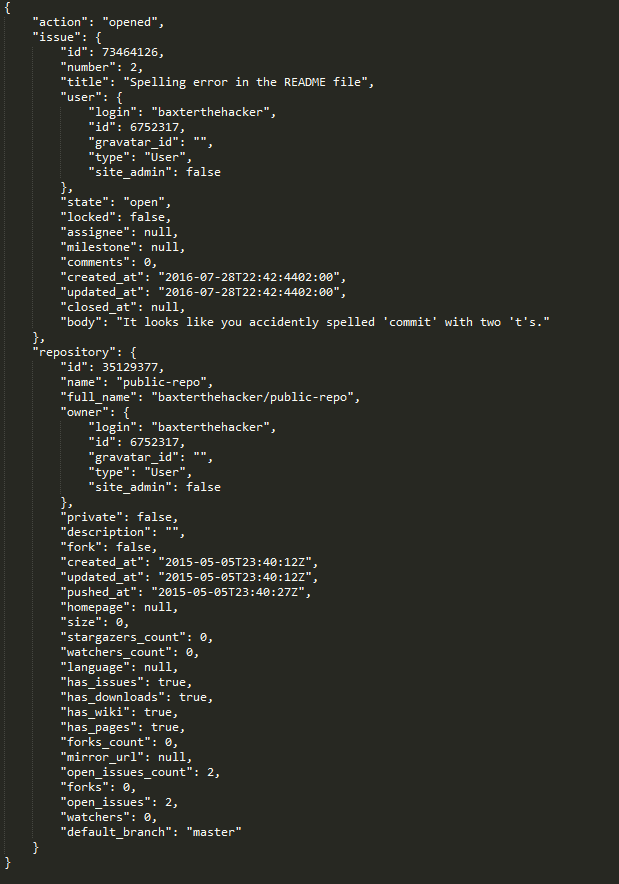 {
    "action": "opened",
    "issue": {
        "id": 73464126,
        "number": 2,
        "title": "Spelling error in the README file",
        "user": {
            "login": "baxterthehacker",
            "id": 6752317,
            "gravatar_id": "",
            "type": "User",
            "site_admin": false
        },
        "state": "open",
        "locked": false,
        "assignee": null,
        "milestone": null,
        "comments": 0,
        "created_at": "2016-07-28T22:42:4402:00",
        "updated_at": "2016-07-28T22:42:4402:00",
        "closed_at": null,
        "body": "It looks like you accidently spelled 'commit' with two 't's."
    },
    "repository": {
        "id": 35129377,
        "name": "public-repo",
        "full_name": "baxterthehacker/public-repo",
        "owner": {
            "login": "baxterthehacker",
            "id": 6752317,
            "gravatar_id": "",
            "type": "User",
            "site_admin": false
        },
        "private": false,
        "description": "",
        "fork": false,
        "created_at": "2015-05-05T23:40:12Z",
        "updated_at": "2015-05-05T23:40:12Z",
        "pushed_at": "2015-05-05T23:40:27Z",
        "homepage": null,
        "size": 0,
        "stargazers_count": 0,
        "watchers_count": 0,
        "language": null,
        "has_issues": true,
        "has_downloads": true,
        "has_wiki": true,
        "has_pages": true,
        "forks_count": 0,
        "mirror_url": null,
        "open_issues_count": 2,
        "forks": 0,
        "open_issues": 2,
        "watchers": 0,
        "default_branch": "master"
    }
}